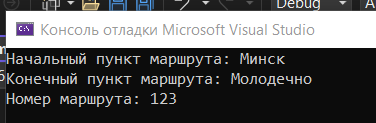 Debug
Консоль отладки Microsoft Visual Studio
Начальный пункт маршрута: Минск
Конечный пункт маршрута: Молодечно
Номер маршрута: 123